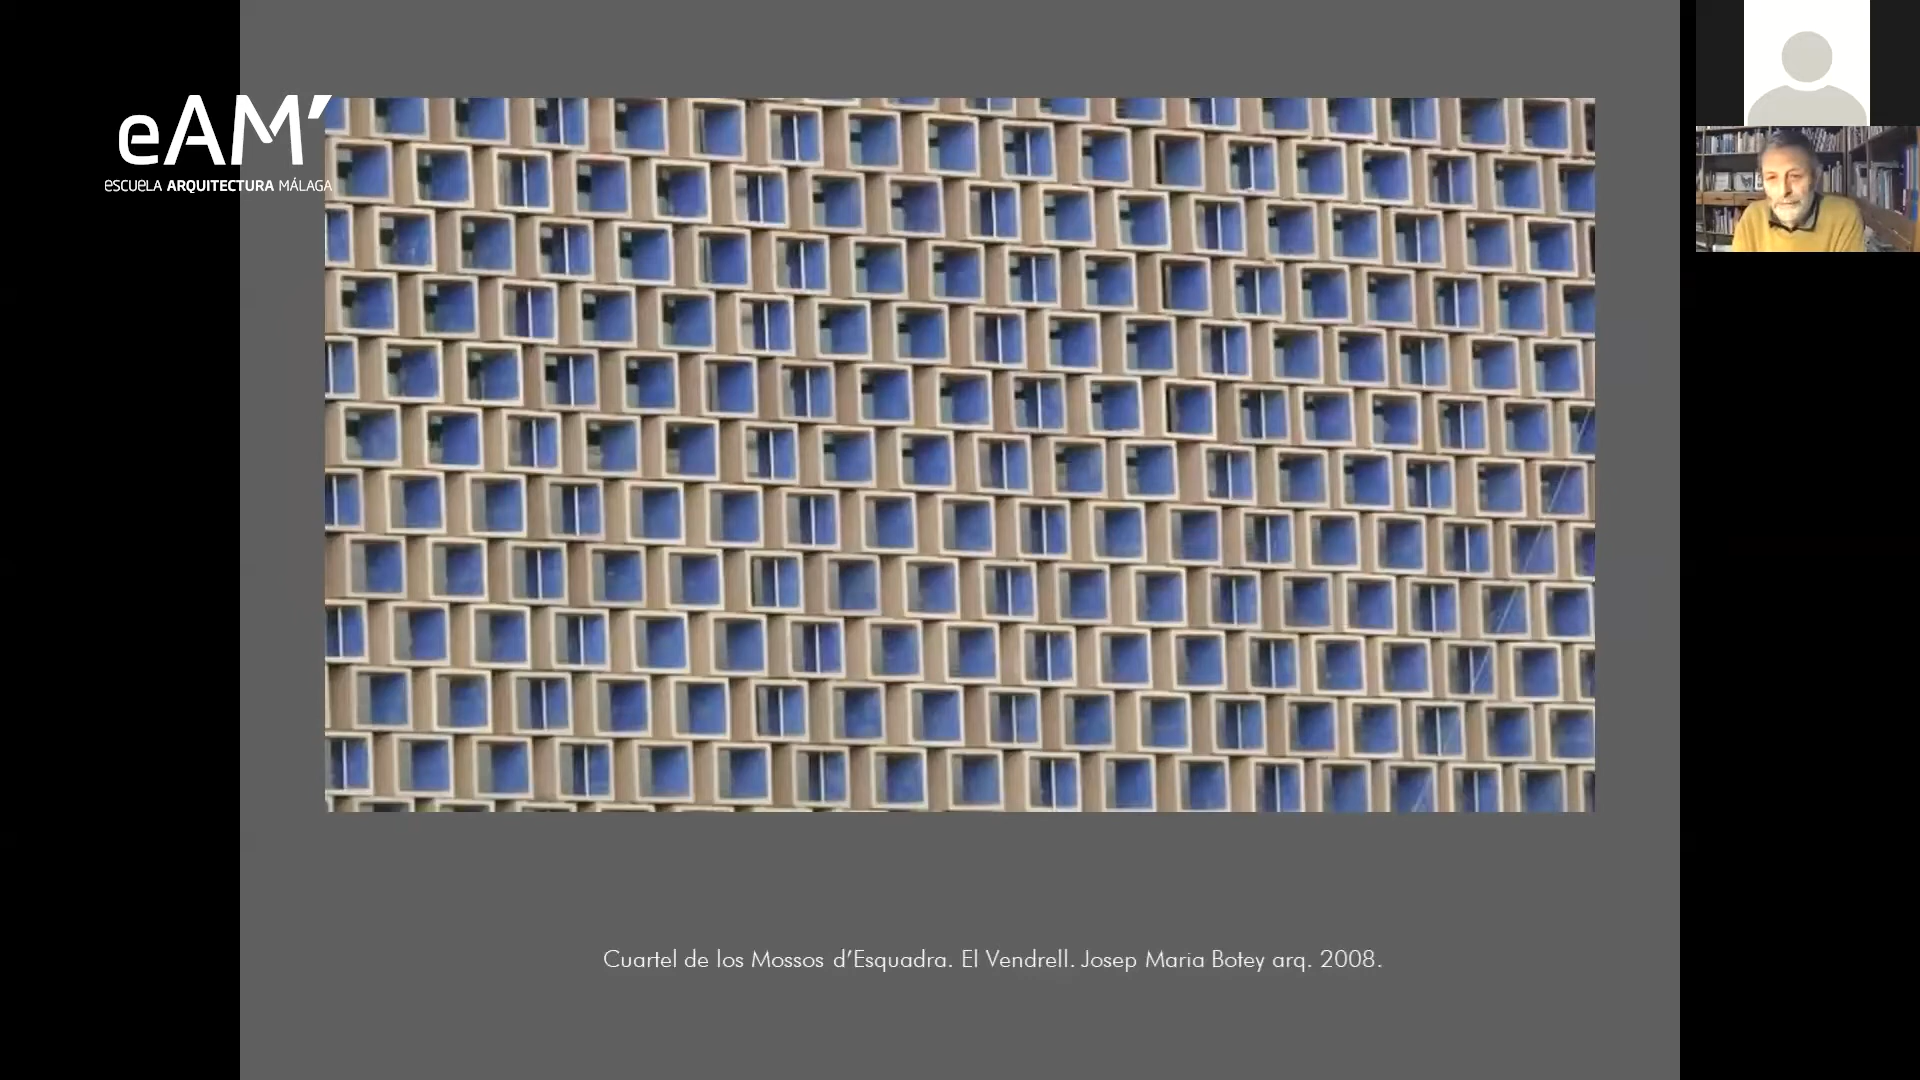 eAM'
escuela ARQUITECTURA MÁLAGA
Cuartel de los Mossos d'Esquadra. El Vendrell. Josep Maria Botey arq. 2008.